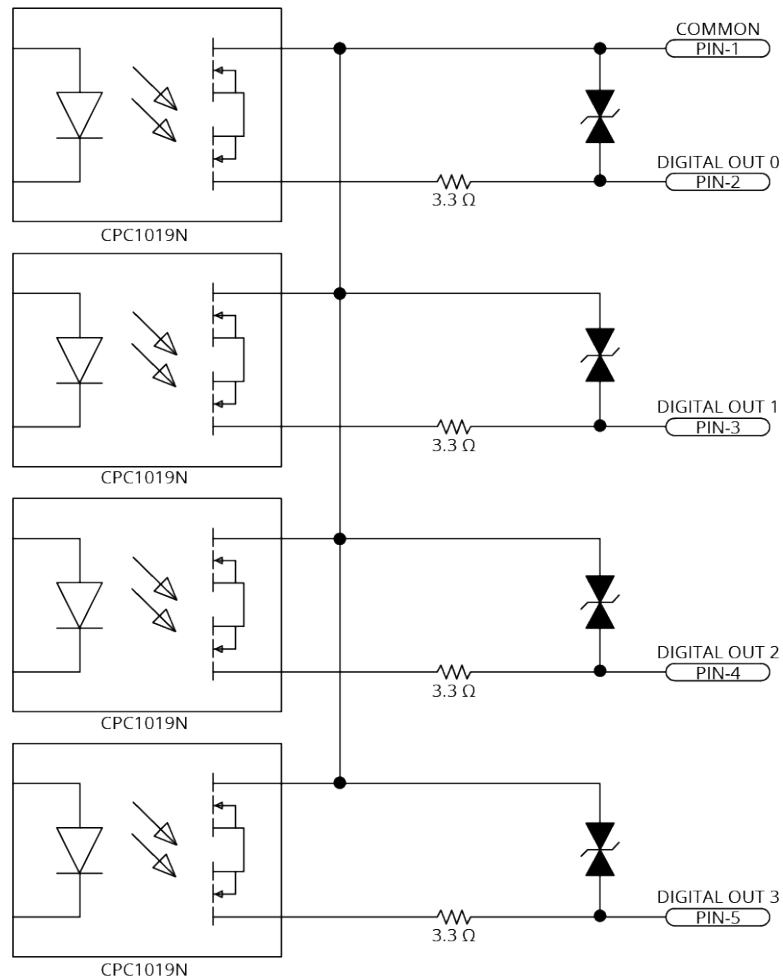 COMMON
PIN-1
DIGITAL OUT 0
PIN-2
3.3 Ω
CPC1019N
DIGITAL OUT 1
PIN-3
3.3 Ω
CPC1019N
DIGITAL OUT 2
PIN-4
3.3 Ω
CPC1019N
DIGITAL OUT 3
PIN-5
3.3 Ω
CPC1019N